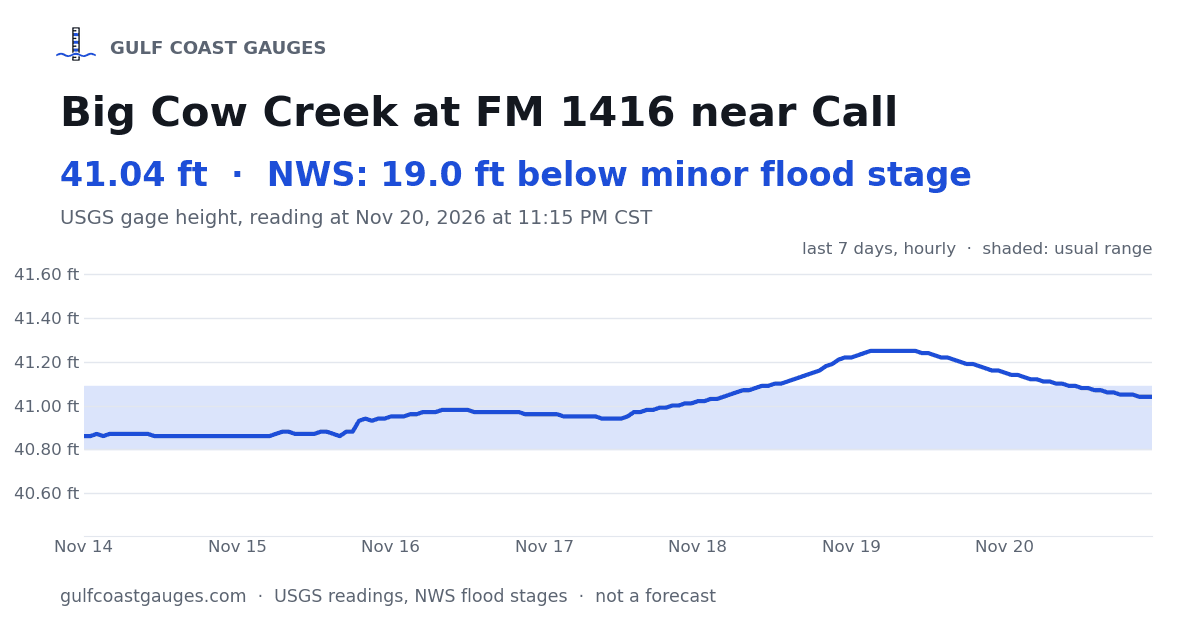 GULF COAST GAUGES
Big Cow Creek at FM 1416 near Call
41.04 ft · NWS: 19.0 ft below minor flood stage
USGS gage height, reading at Nov 20, 2026 at 11:15 PM CST
last 7 days, hourly · shaded: usual range
41.60 ft
41.40 ft
41.20 ft
41.00 ft
40.80 ft
40.60 ft
Nov 14 Nov 15 Nov 16 Nov 17 Nov 18 Nov 19 Nov 20
gulfcoastgauges.com · USGS readings, NWS flood stages · not a forecast